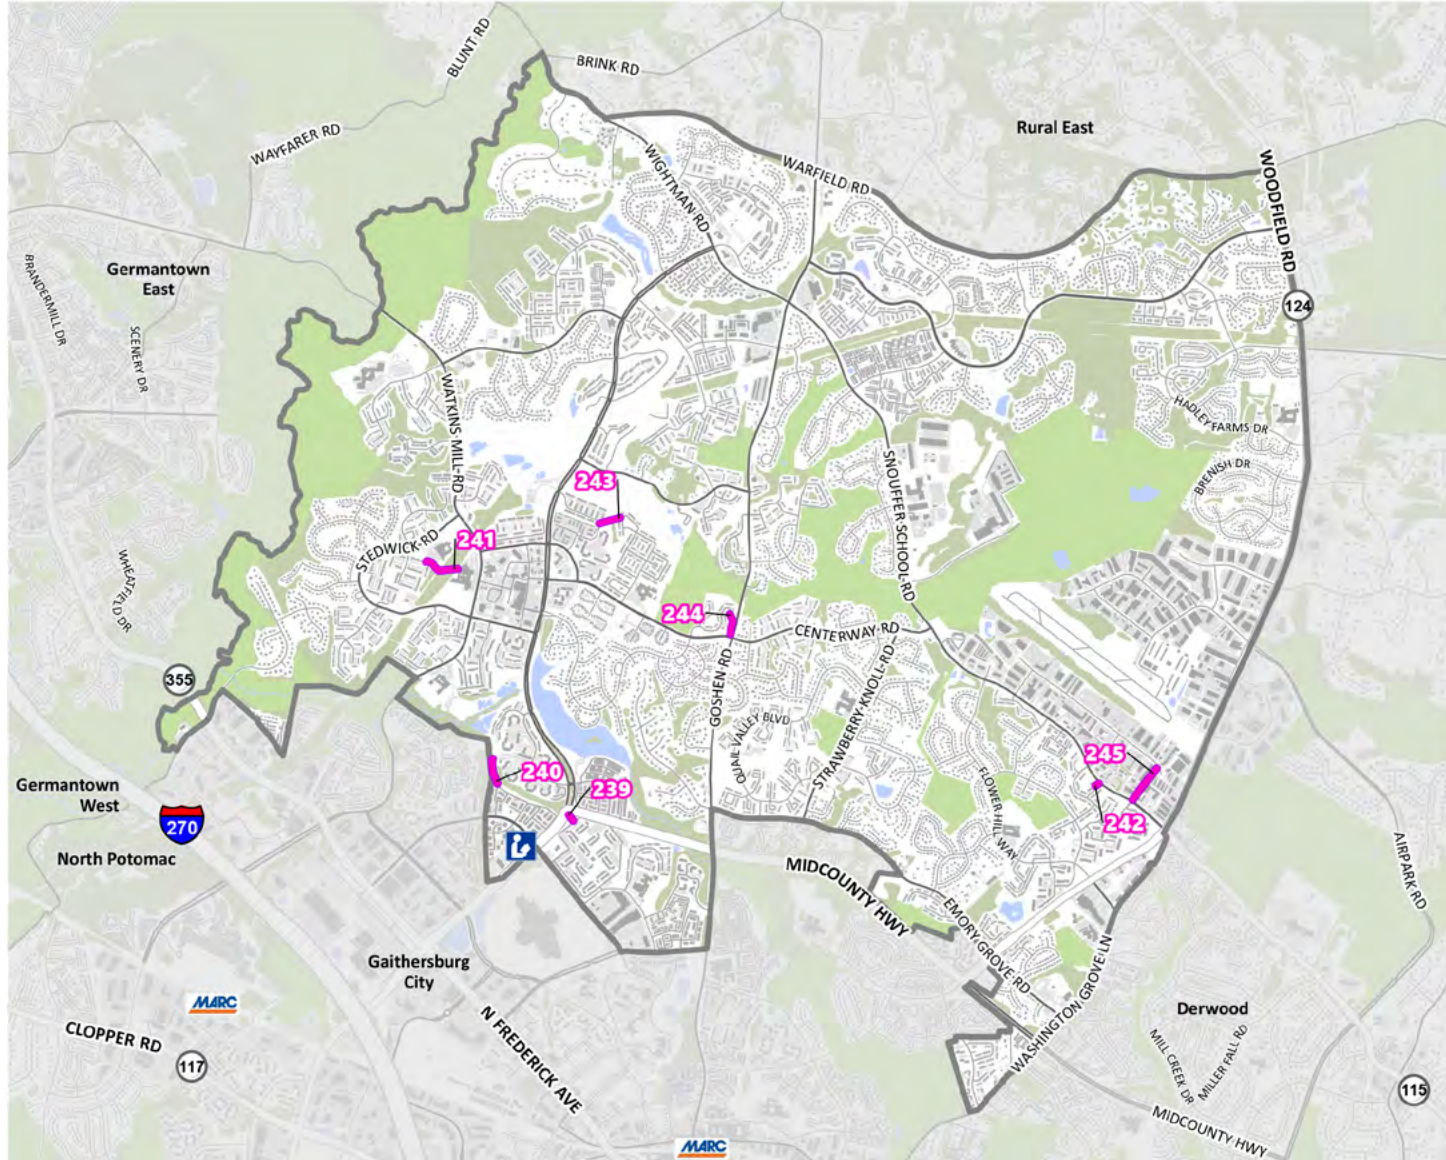 BLUNT RD
BRINK RD
Rural East
WAYFARER RD
WIGHTMAN RD
WARFIELD RD
WOODFIELD RD
Germantown
East
124
BRANDERMILL DR
SCENERY DR
WATKINS MILL RD
HADLEY FARMS DR
BRENISH DR
SNOUFFER SCHOOL RD
243
STEDWICK RD
241
WHEATFIELD DR
244
CENTERWAY RD
355
GOSHEN RD
QUAIL VALLEY BLVD
STRAWBERRY KNOLL RD
240
239
245
242
FLOWER HILL WAY
Germantown
West
270
North Potomac
MIDCOUNTY HWY
AIRPARK RD
EMORY GROVE RD
Gaithersburg
City
MARC
N FREDERICK AVE
CLOPPER RD
117
WASHINGTON GROVE LN
Derwood
MILL CREEK DR
MILLER FALL RD
115
MIDCOUNTY HWY
MARC